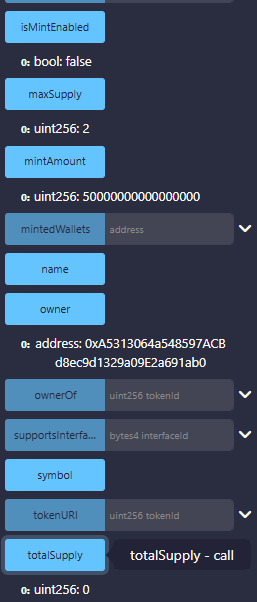 isMintEnabled
0: bool: false
maxSupply
0: uint256: 2
mintAmount
0: uint256: 50000000000000000
mintedWallets address
name
owner
0: address: 0xA5313064a548597ACB
d8ec9d1329a09E2a691ab0
ownerOf uint256 tokenId
supportsInterfa... bytes4 interfaceId
symbol
tokenURI uint256 tokenId
totalSupply totalSupply - call
0: uint256: 0